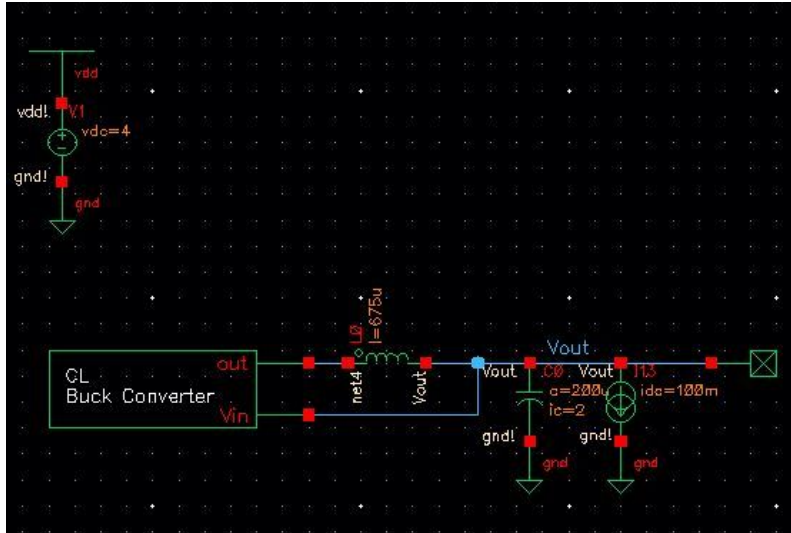 vdd
vdd!
V1
vdc=4
gnd!
gnd
l=675u
L0
out
CL
Buck Converter
Vin
net4
Vout
Vout
Vout
C0
c=200u
ic=2
gnd!
gnd
Vout
I13
idc=100m
gnd!
gnd